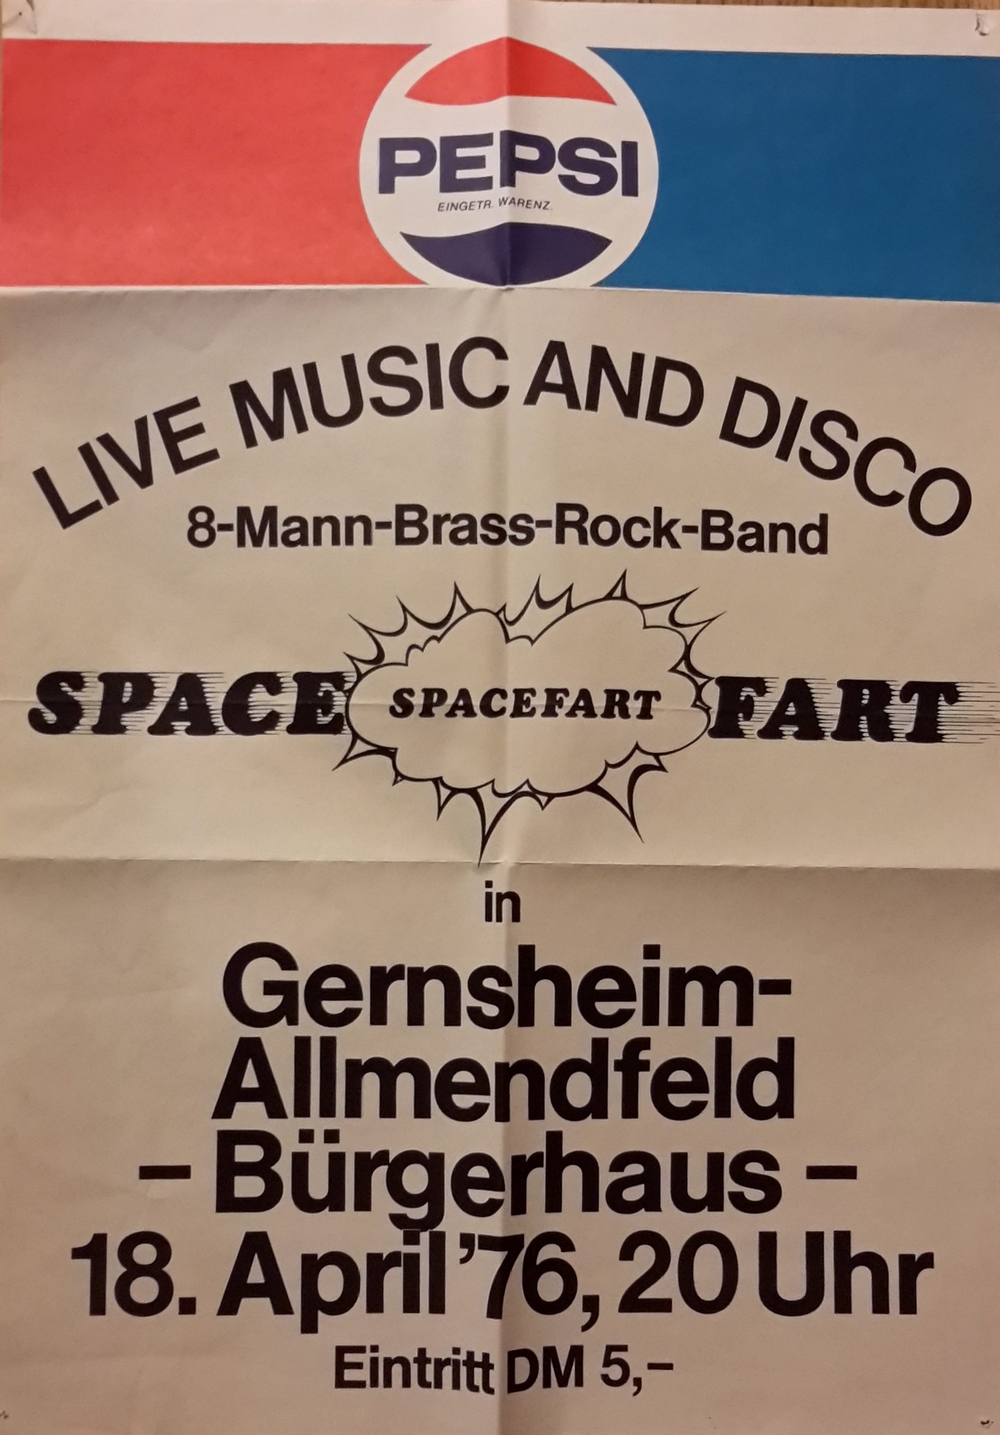 PEPSI
EINGETR. WARENZ.
LIVE MUSIC AND DISCO
8-Mann-Brass-Rock-Band
SPACE SPACEFART FART
in
Gernsheim-
Allmendfeld
– Bürgerhaus –
18. April '76, 20 Uhr
Eintritt DM 5,–